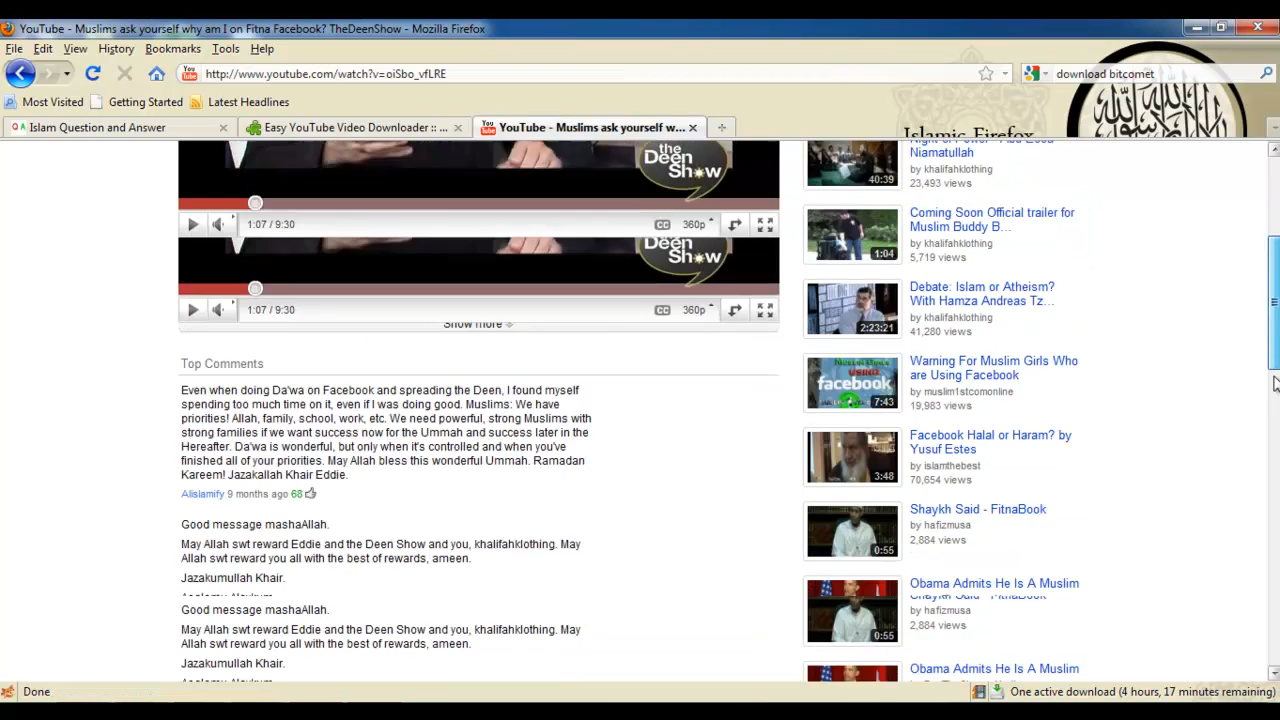 YouTube - Muslims ask yourself why am I on Fitna Facebook? TheDeenShow - Mozilla Firefox
File Edit View History Bookmarks Tools Help
http://www.youtube.com/watch?v=oiSbo_vfLRE
download bitcomet
Most Visited Getting Started Latest Headlines
Islamic Firefox
Islam Question and Answer
Easy YouTube Video Downloader :: ...
YouTube - Muslims ask yourself w...
the
Deen
Show
1:07 / 9:30
CC
360p
Deen
Show
1:07 / 9:30
CC
360p
Show more
Top Comments
Even when doing Da'wa on Facebook and spreading the Deen, I found myself
spending too much time on it, even if I was doing good. Muslims: We have
priorities! Allah, family, school, work, etc. We need powerful, strong Muslims with
strong families if we want success now for the Ummah and success later in the
Hereafter. Da'wa is wonderful, but only when it's controlled and when you've
finished all of your priorities. May Allah bless this wonderful Ummah. Ramadan
Kareem! Jazakallah Khair Eddie.
Alislamify 9 months ago 68
Good message mashaAllah.
May Allah swt reward Eddie and the Deen Show and you, khalifahklothing. May
Allah swt reward you all with the best of rewards, ameen.
Jazakumullah Khair.
Good message mashaAllah.
May Allah swt reward Eddie and the Deen Show and you, khalifahklothing. May
Allah swt reward you all with the best of rewards, ameen.
Jazakumullah Khair.
Niamatullah
by khalifahklothing
23,493 views
40:39
Coming Soon Official trailer for
Muslim Buddy B...
by khalifahklothing
5,719 views
1:04
Debate: Islam or Atheism?
With Hamza Andreas Tz...
by khalifahklothing
41,280 views
2:23:21
Warning For Muslim Girls Who
are Using Facebook
by muslim1stcomonline
19,983 views
USING
facebook
7:43
Facebook Halal or Haram? by
Yusuf Estes
by islamthebest
70,654 views
3:48
Shaykh Said - FitnaBook
by hafizmusa
2,884 views
0:55
Obama Admits He Is A Muslim
Shaykh Said - FitnaBook
by hafizmusa
2,884 views
0:55
Obama Admits He Is A Muslim
Done
One active download (4 hours, 17 minutes remaining)